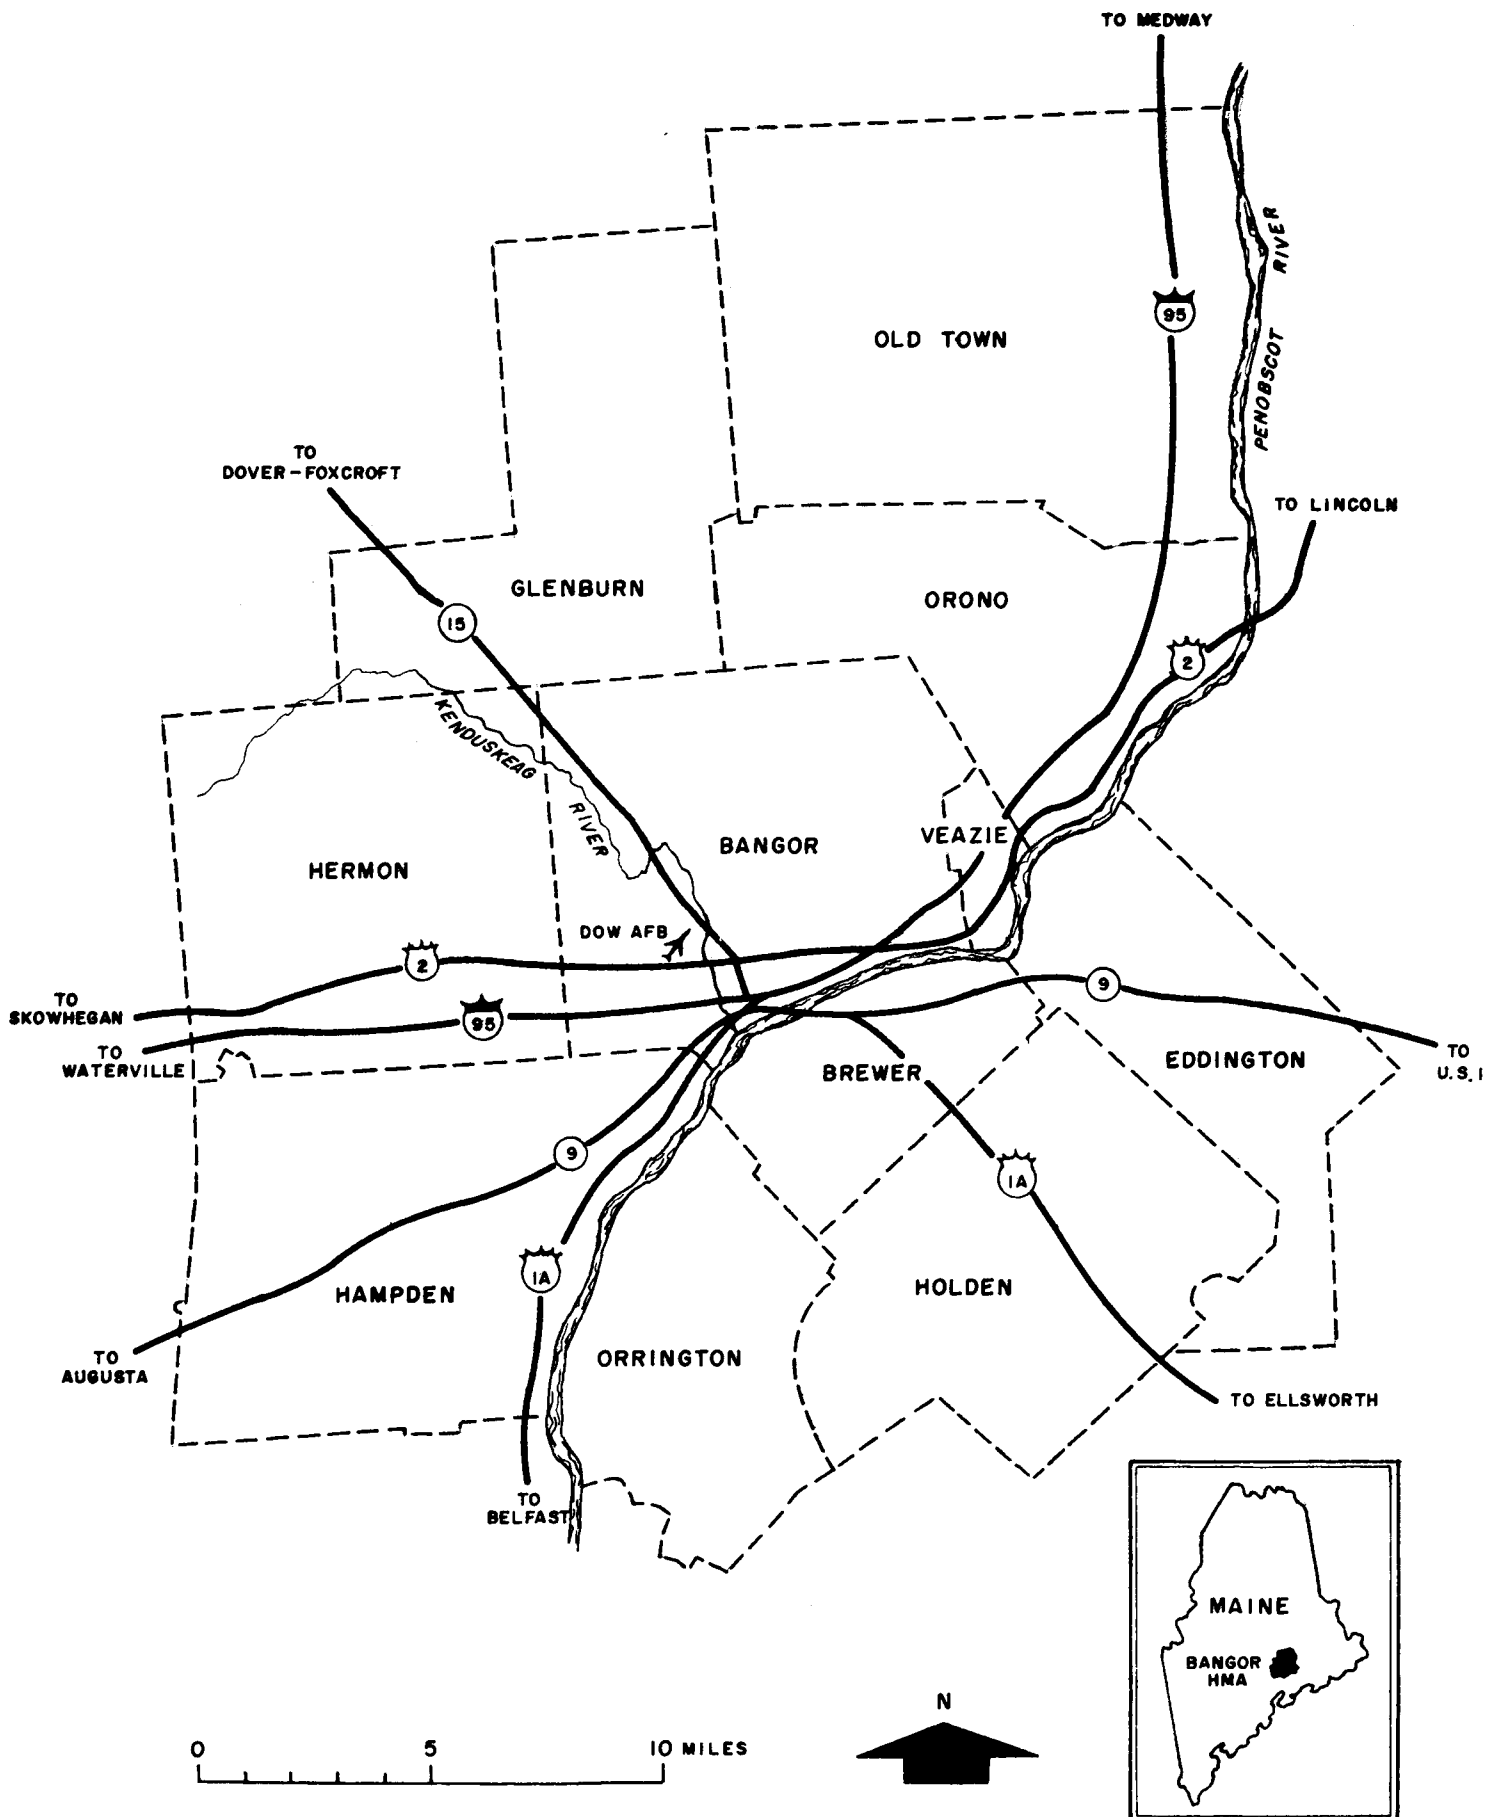 TO MEDWAY
RIVER
95
OLD TOWN
PENOBSCOT
TO
DOVER-FOXCROFT
TO LINCOLN
GLENBURN
ORONO
15
2
KENDUSKEAG
RIVER
VEAZIE
BANGOR
HERMON
DOW AFB
2
9
TO
SKOWHEGAN
95
TO
WATERVILLE
EDDINGTON
TO
U.S. 1
BREWER
9
1A
1A
HOLDEN
HAMPDEN
ORRINGTON
TO
AUGUSTA
TO ELLSWORTH
TO
BELFAST
MAINE
BANGOR
HMA
N
0 5 10 MILES